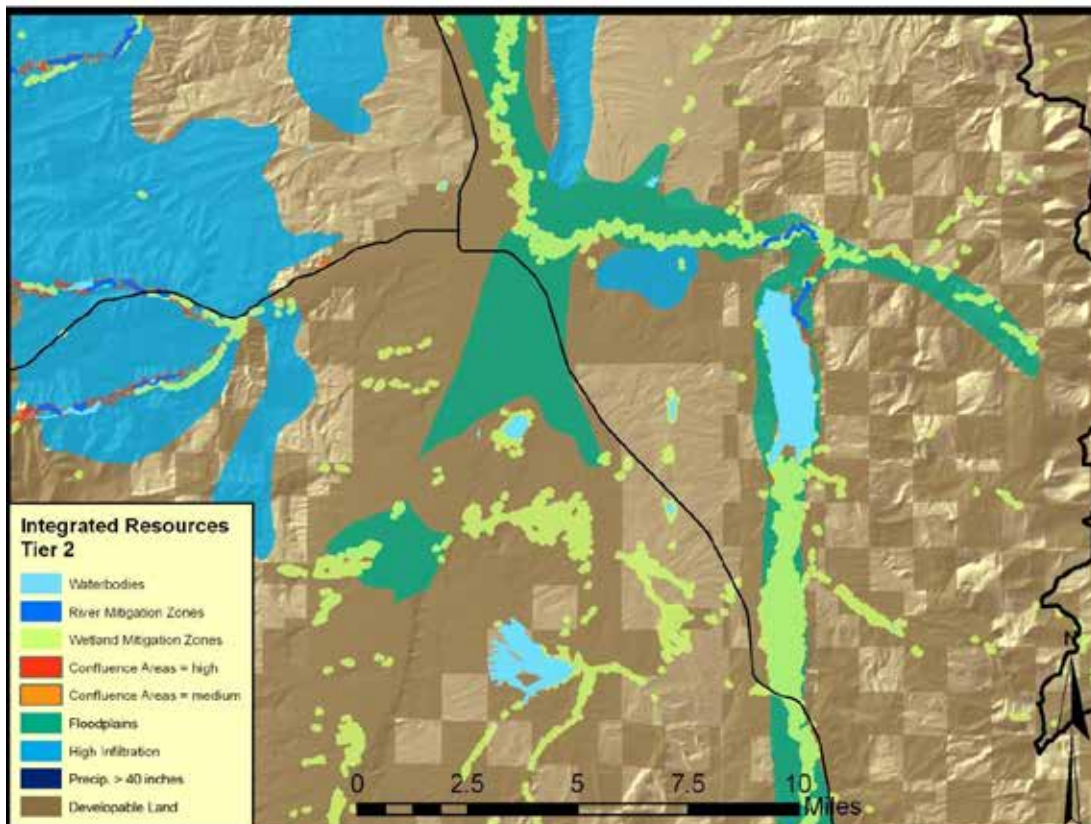 Integrated Resources
Tier 2
Waterbodies
River Mitigation Zones
Wetland Mitigation Zones
Confluence Areas = high
Confluence Areas = medium
Floodplains
High Infiltration
Precip. > 40 inches
Developable Land
0 2.5 5 7.5 10
Miles
N